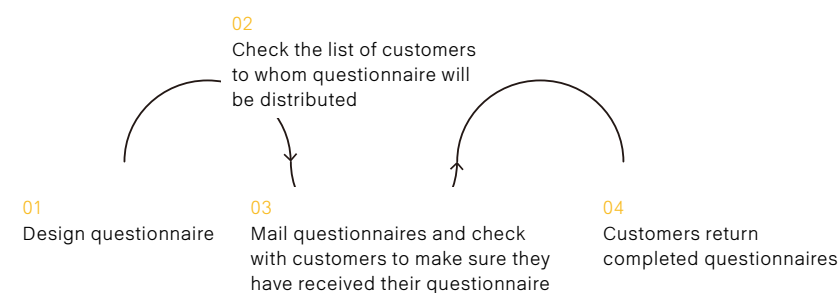 01
Design questionnaire
02
Check the list of customers
to whom questionnaire will
be distributed
03
Mail questionnaires and check
with customers to make sure they
have received their questionnaire
04
Customers return
completed questionnaires